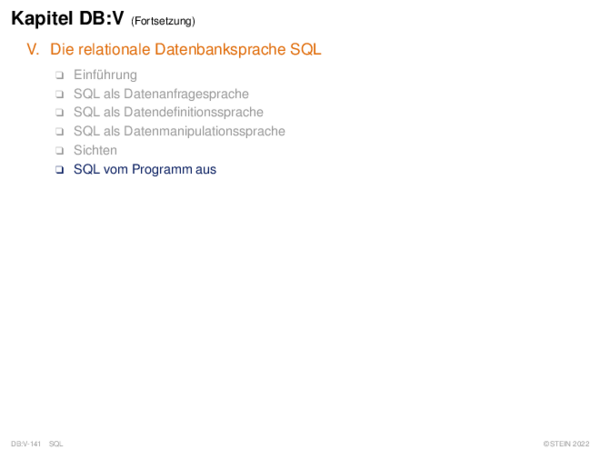 Kapitel DB:V (Fortsetzung)
V. Die relationale Datenbanksprache SQL
❑ Einführung
❑ SQL als Datenanfragesprache
❑ SQL als Datendefinitionssprache
❑ SQL als Datenmanipulationssprache
❑ Sichten
❑ SQL vom Programm aus
DB:V-141 SQL ©STEIN 2022